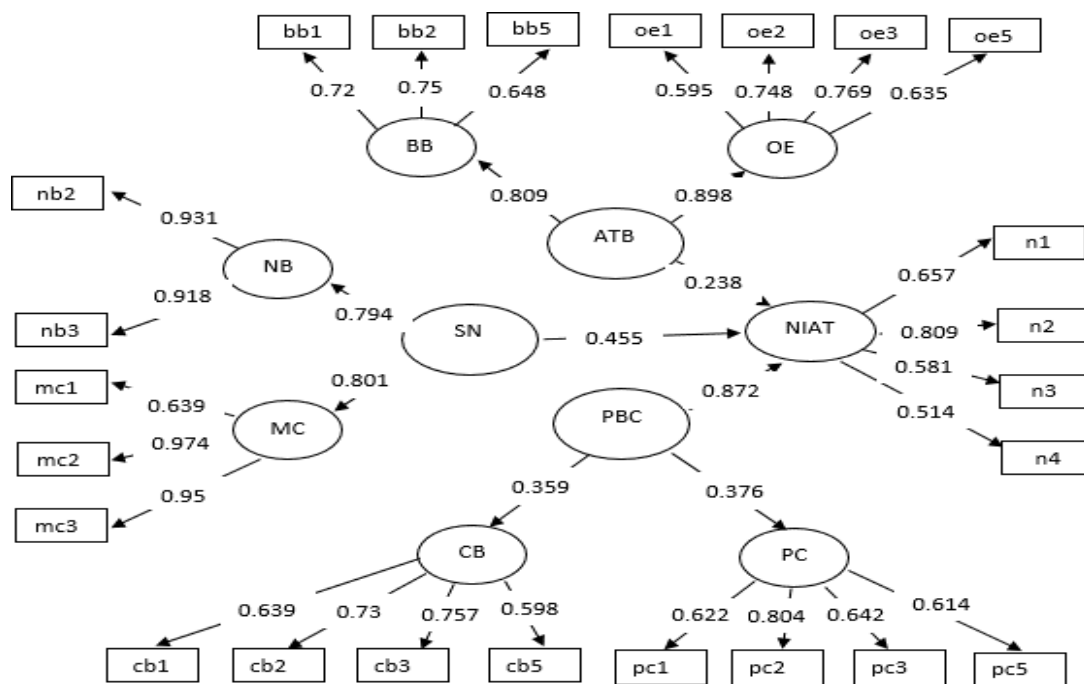 bb1 bb2 bb5 oe1 oe2 oe3 oe5
0.72 0.75 0.648 0.595 0.748 0.769 0.635
BB OE
nb2 0.809 0.898
0.931
ATB n1
NB 0.657
0.238
0.918
0.794
nb3 SN 0.455 NIAT 0.809 n2
0.581
mc1 0.801 0.872 n3
0.639 0.514
MC PBC
mc2 0.974 n4
0.95 0.359 0.376
mc3
CB PC
0.639 0.73 0.757 0.598 0.622 0.804 0.642 0.614
cb1 cb2 cb3 cb5 pc1 pc2 pc3 pc5